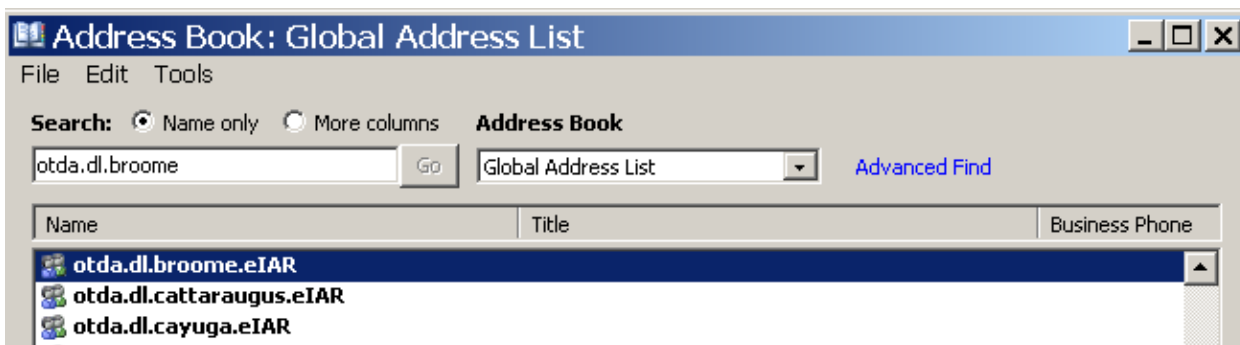 Address Book: Global Address List
File Edit Tools
Search: Name only More columns Address Book
otda.dl.broome Go Global Address List Advanced Find
Name Title Business Phone
otda.dl.broome.eIAR
otda.dl.cattaraugus.eIAR
otda.dl.cayuga.eIAR